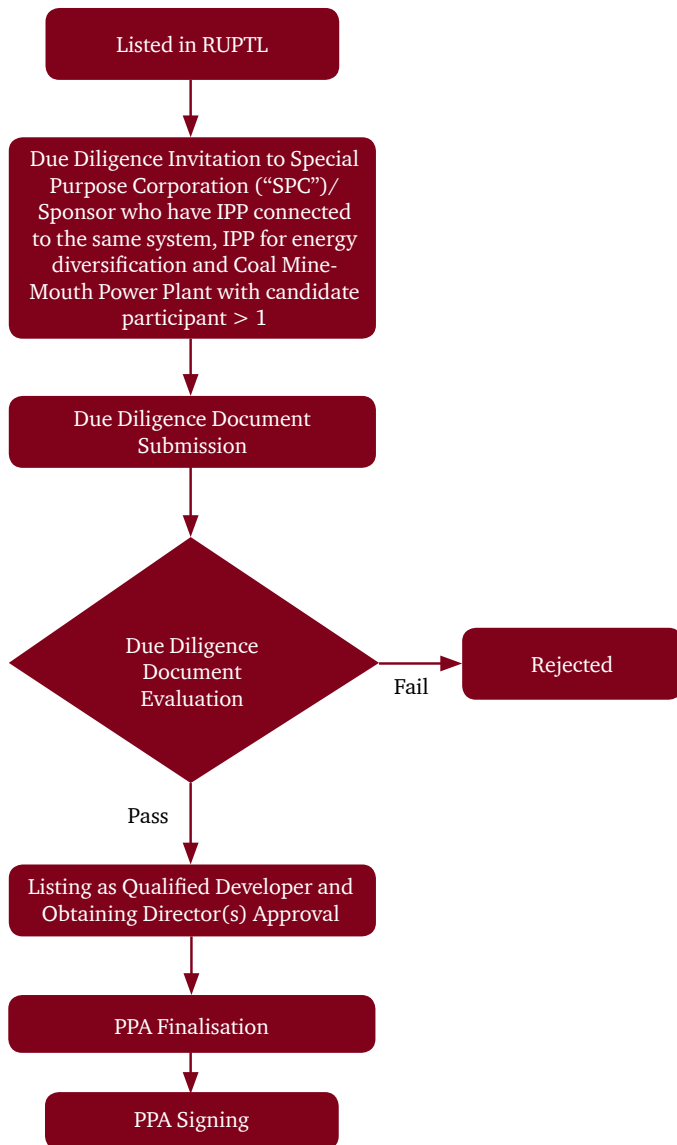 Listed in RUPTL
Due Diligence Invitation to Special
Purpose Corporation (“SPC”)/
Sponsor who have IPP connected
to the same system, IPP for energy
diversification and Coal Mine-
Mouth Power Plant with candidate
participant > 1
Due Diligence Document
Submission
Due Diligence
Document
Evaluation
Fail
Rejected
Pass
Listing as Qualified Developer and
Obtaining Director(s) Approval
PPA Finalisation
PPA Signing